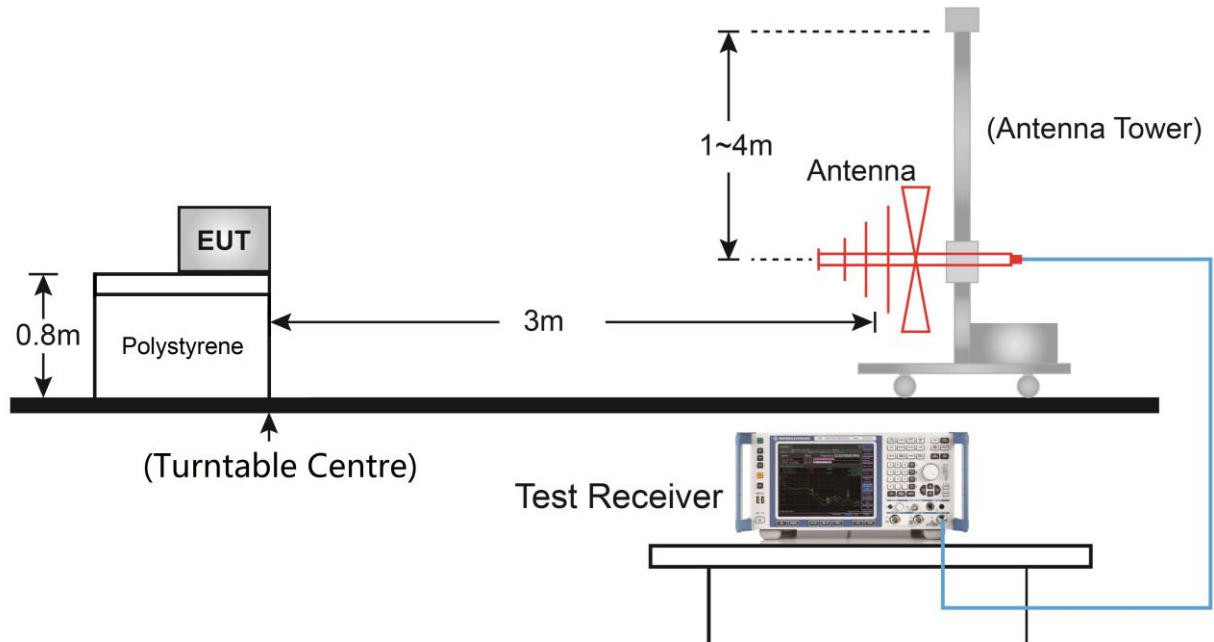 1~4m
(Antenna Tower)
Antenna
EUT
0.8m
3m
Polystyrene
(Turntable Centre)
Test Receiver